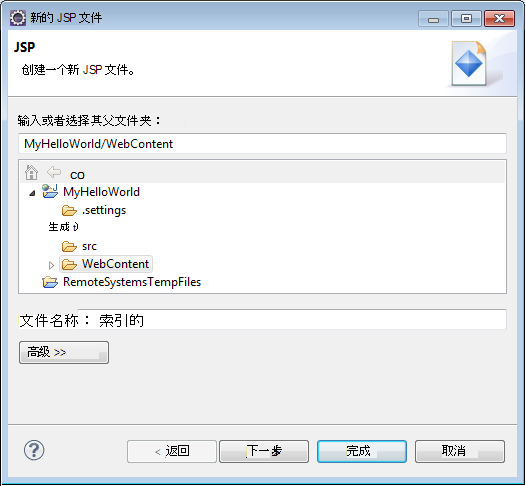 新的 JSP 文件
JSP
创建一个新 JSP 文件。
输入或者选择其父文件夹：
MyHelloWorld/WebContent
co
MyHelloWorld
.settings
生成
src
WebContent
RemoteSystemsTempFiles
文件名称： 索引的
高级 >>
?
< 返回
下一步
完成
取消